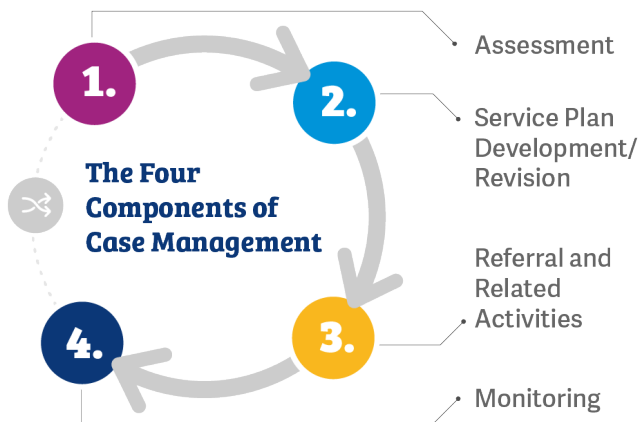 1.
Assessment
2.
Service Plan
Development/
Revision
The Four
Components of
Case Management
Referral and
Related
Activities
3.
4.
Monitoring